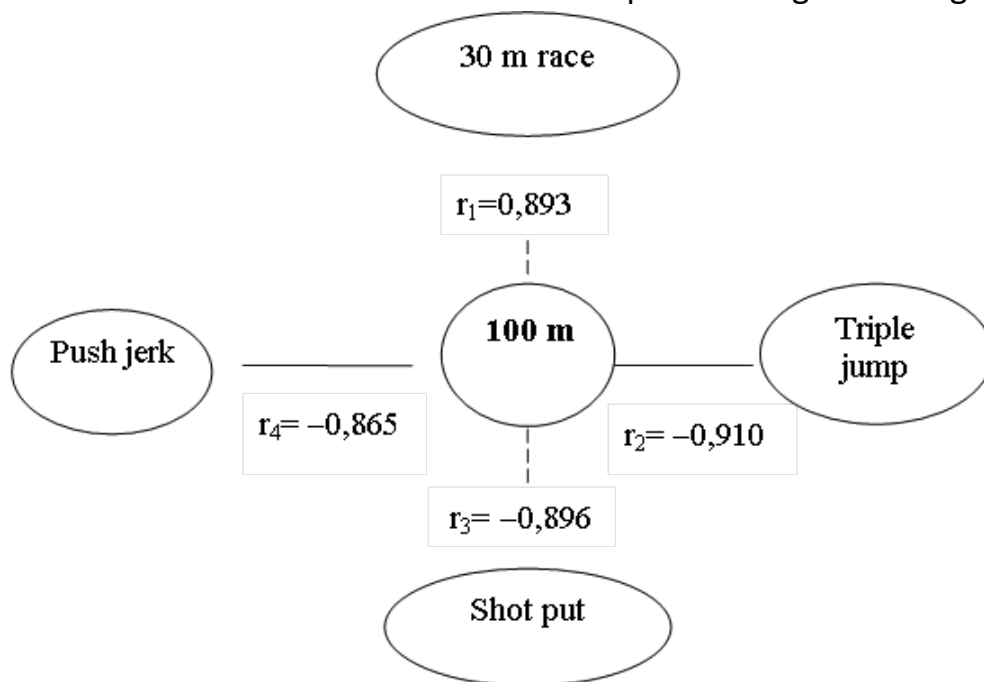 30 m race
r₁=0,893
100 m
Push jerk
Triple
jump
r₄= –0,865
r₂= –0,910
r₃= –0,896
Shot put